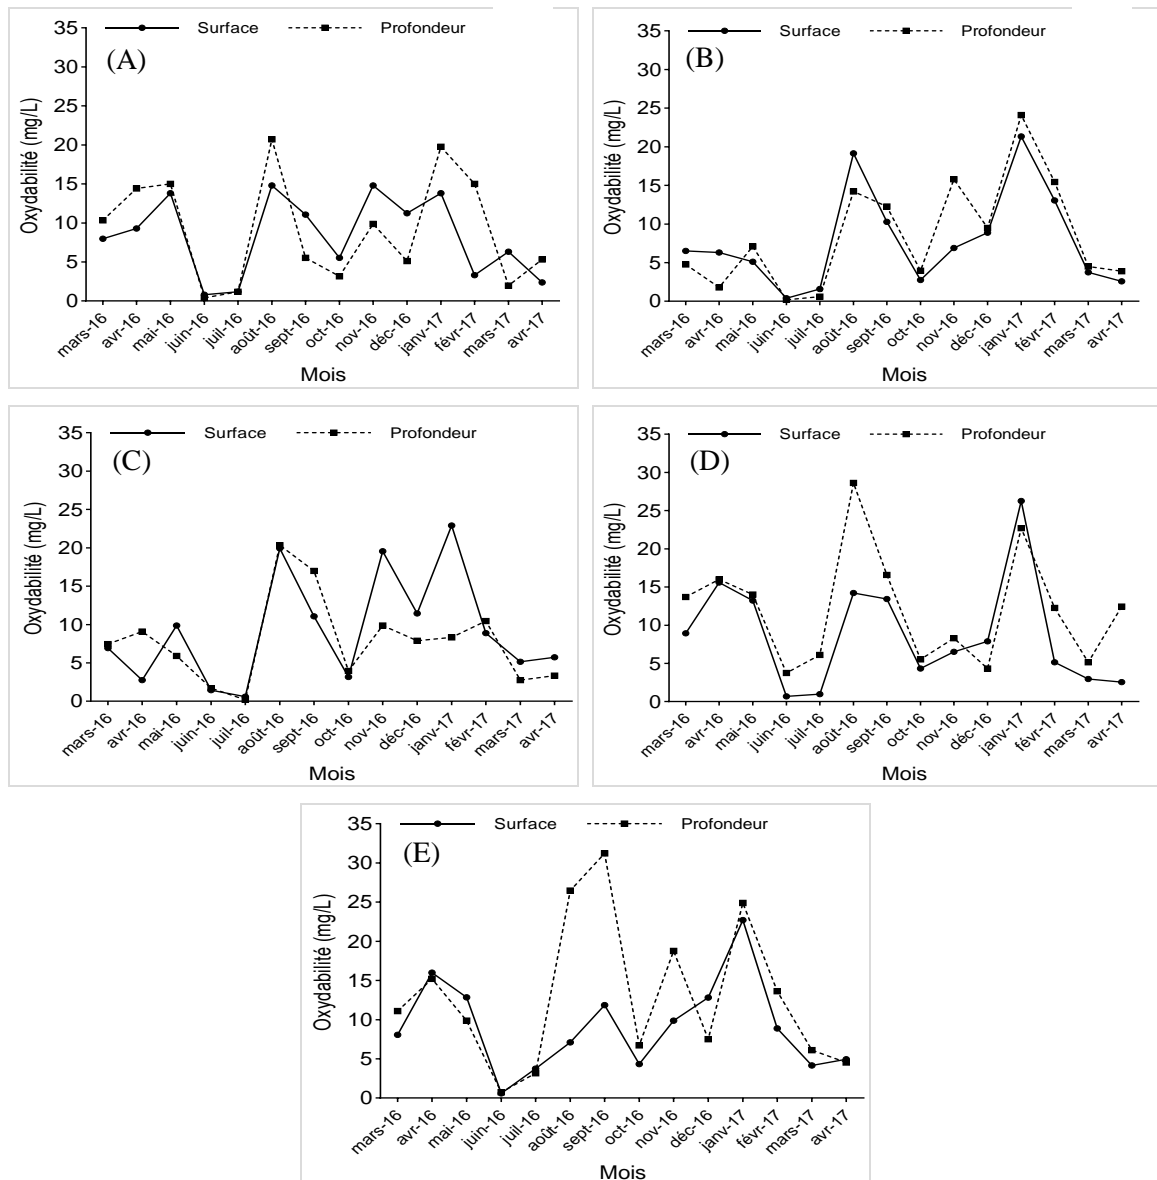 Surface Profondeur
(A)
Oxydabilité (mg/L)
35
30
25
20
15
10
5
0
mars-16 avr-16 mai-16 juin-16 juil-16 août-16 sept-16 oct-16 nov-16 déc-16 janv-17 févr-17 mars-17 avr-17
Mois
Surface Profondeur
(B)
Oxydabilité (mg/L)
35
30
25
20
15
10
5
0
mars-16 avr-16 mai-16 juin-16 juil-16 août-16 sept-16 oct-16 nov-16 déc-16 janv-17 févr-17 mars-17 avr-17
Mois
Surface Profondeur
(C)
Oxydabilité (mg/L)
35
30
25
20
15
10
5
0
mars-16 avr-16 mai-16 juin-16 juil-16 août-16 sept-16 oct-16 nov-16 déc-16 janv-17 févr-17 mars-17 avr-17
Mois
Surface Profondeur
(D)
Oxydabilité (mg/L)
35
30
25
20
15
10
5
0
mars-16 avr-16 mai-16 juin-16 juil-16 août-16 sept-16 oct-16 nov-16 déc-16 janv-17 févr-17 mars-17 avr-17
Mois
Surface Profondeur
(E)
Oxydabilité (mg/L)
35
30
25
20
15
10
5
0
mars-16 avr-16 mai-16 juin-16 juil-16 août-16 sept-16 oct-16 nov-16 déc-16 janv-17 févr-17 mars-17 avr-17
Mois